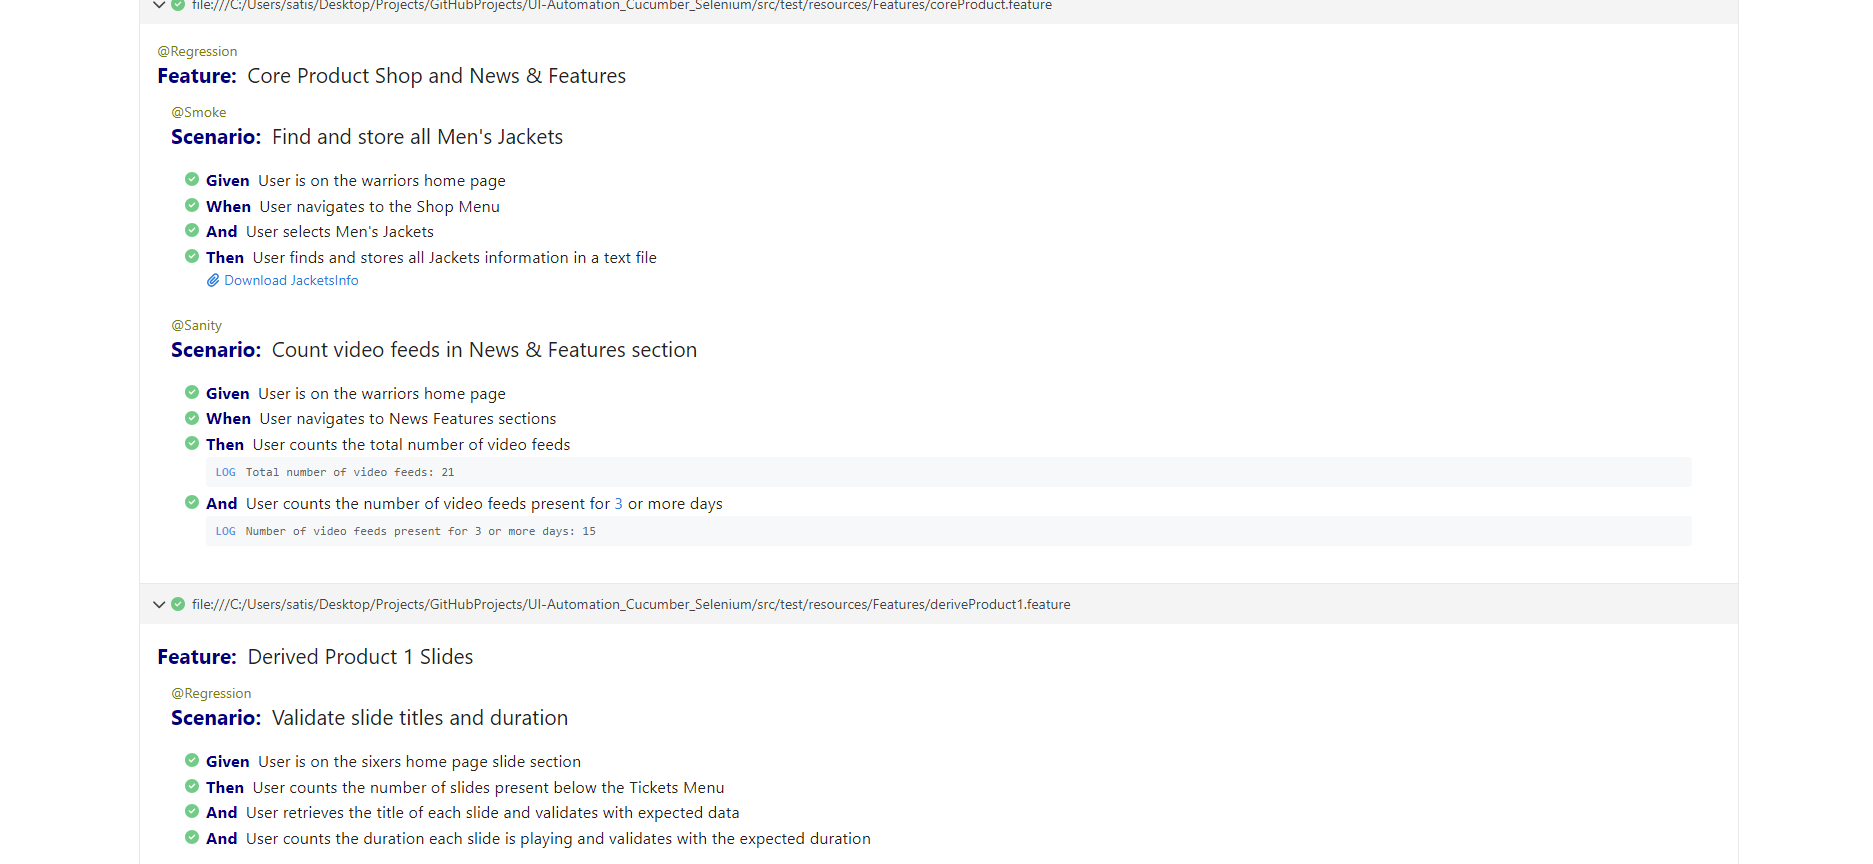 file:///C:/Users/satis/Desktop/Projects/GitHubProjects/UI-Automation_Cucumber_Selenium/src/test/resources/Features/coreProduct.feature
@Regression
Feature: Core Product Shop and News & Features
@Smoke
Scenario: Find and store all Men's Jackets
Given User is on the warriors home page
When User navigates to the Shop Menu
And User selects Men's Jackets
Then User finds and stores all Jackets information in a text file
Download JacketsInfo
@Sanity
Scenario: Count video feeds in News & Features section
Given User is on the warriors home page
When User navigates to News Features sections
Then User counts the total number of video feeds
LOG Total number of video feeds: 21
And User counts the number of video feeds present for 3 or more days
LOG Number of video feeds present for 3 or more days: 15
file:///C:/Users/satis/Desktop/Projects/GitHubProjects/UI-Automation_Cucumber_Selenium/src/test/resources/Features/deriveProduct1.feature
Feature: Derived Product 1 Slides
@Regression
Scenario: Validate slide titles and duration
Given User is on the sixers home page slide section
Then User counts the number of slides present below the Tickets Menu
And User retrieves the title of each slide and validates with expected data
And User counts the duration each slide is playing and validates with the expected duration